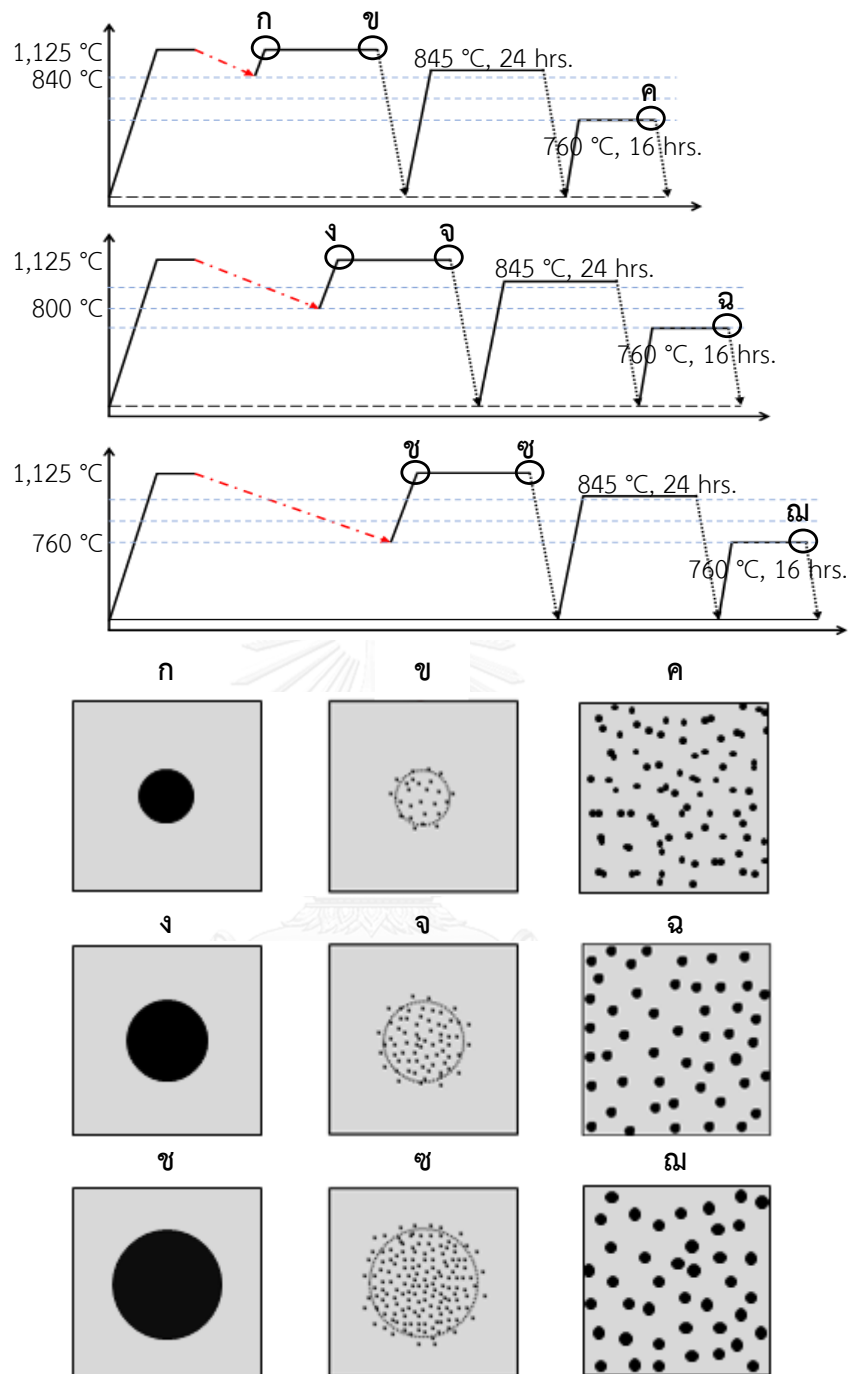 ก ข
1,125 °C
845 °C, 24 hrs.
840 °C
ค
760 °C, 16 hrs.
ง จ
1,125 °C
845 °C, 24 hrs.
800 °C
ฉ
760 °C, 16 hrs.
ช ซ
1,125 °C
845 °C, 24 hrs.
ฌ
760 °C
760 °C, 16 hrs.
ก ข ค
ง จ ฉ
ช ซ ฌ